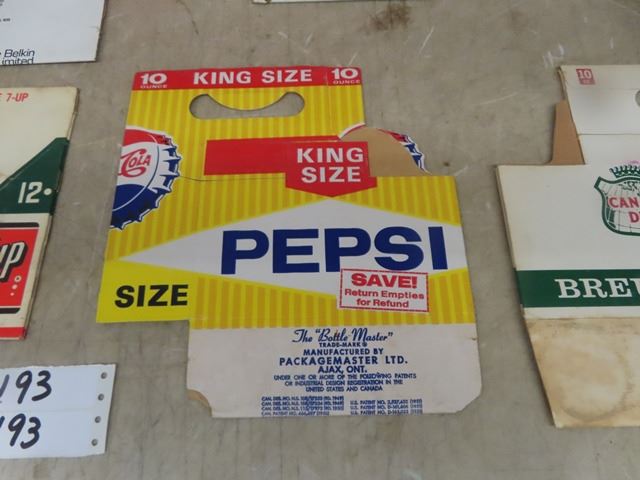 Belkin
Limited
7-UP
12
UP
193
193
10 KING SIZE 10
OUNCE OUNCE
COLA
KING
SIZE
PEPSI
SIZE
SAVE!
Return Empties
for Refund
The "Bottle Master"
TRADE-MARK ®
MANUFACTURED BY
PACKAGEMASTER LTD.
AJAX, ONT.
UNDER ONE OR MORE OF THE FOLLOWING PATENTS
OR INDUSTRIAL DESIGN REGISTRATION IN THE
UNITED STATES AND CANADA
10
CAN
D
BREW